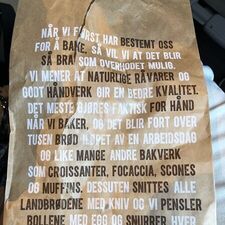 NÅR VI FØRST HAR BESTEMT OSS
FOR Å BAKE, SÅ VIL VI AT DET BLIR
SÅ BRA SOM OVERHODET MULIG.
VI MENER AT NATURLIGE RÅVARER OG
GODT HÅNDVERK GIR EN BEDRE KVALITET.
DET MESTE GJØRES FAKTISK FOR HÅND
NÅR VI BAKER, OG DET BLIR FORT OVER
TUSEN BRØD I LØPET AV EN ARBEIDSDAG
OG LIKE MANGE ANDRE BAKVERK
SOM CROISSANTER, FOCACCIA, SCONES
OG MUFFINS. DESSUTEN SNITTES ALLE
LANDBRØDENE MED KNIV OG VI PENSLER
BOLLENE MED EGG OG SNURRER HVER